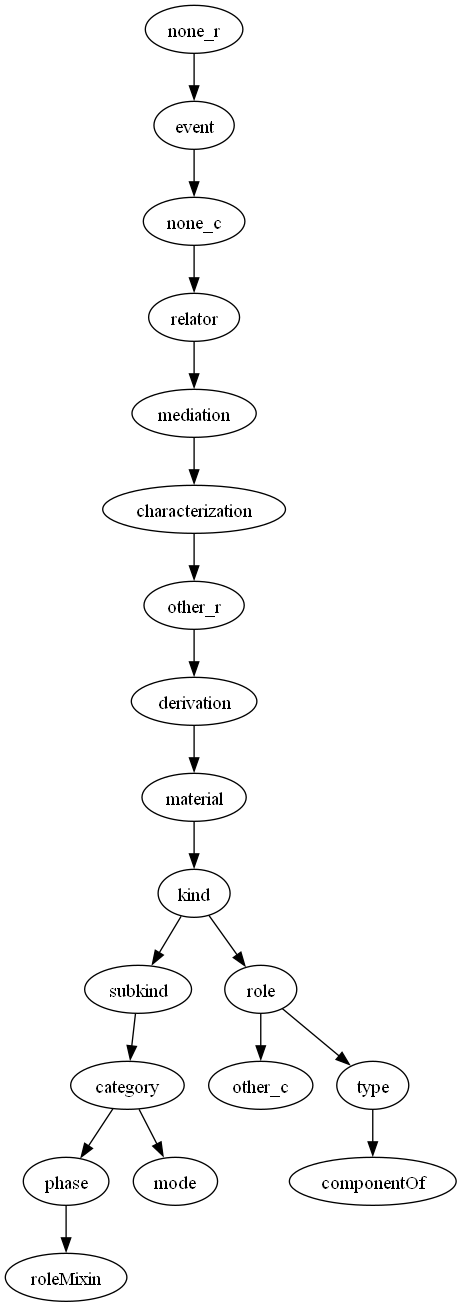 none_r
event
none_c
relator
mediation
characterization
other_r
derivation
material
kind
subkind
role
category
other_c
type
phase
mode
componentOf
roleMixin